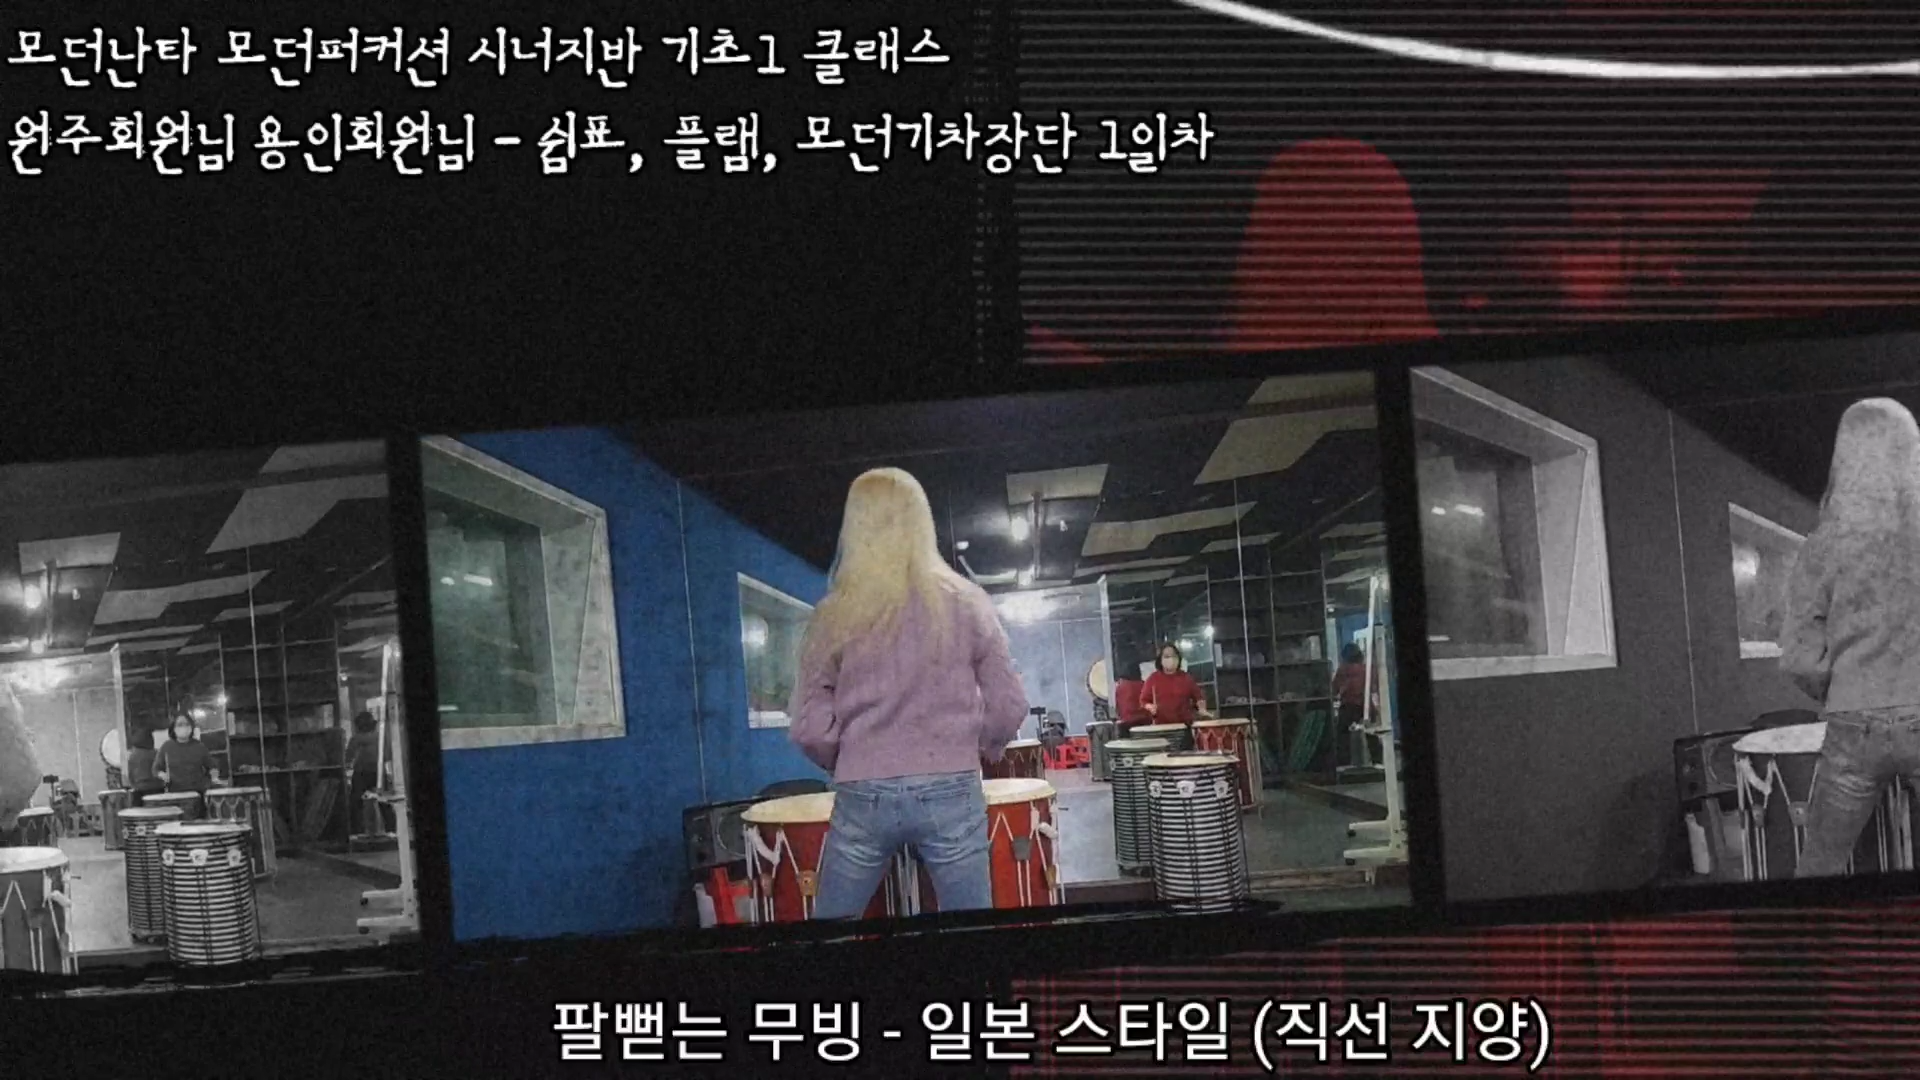 모던난타 모던퍼커션 시너지반 기초1 클래스
원주회원님 용인회원님 - 쉼표, 플램, 모던기차장단 1일차
팔뻗는 무빙 - 일본 스타일 (직선 지양)